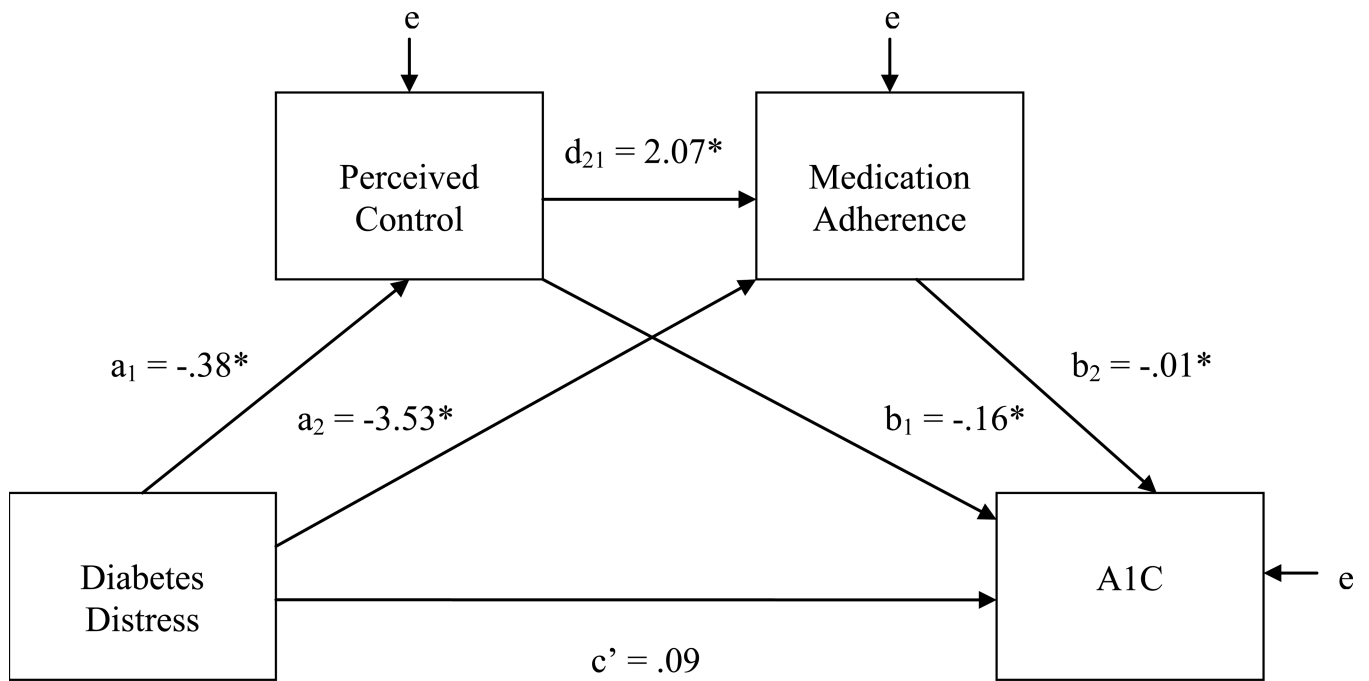 e
e
Perceived
Control
d₂₁ = 2.07*
Medication
Adherence
a₁ = -.38*
a₂ = -3.53*
b₁ = -.16*
b₂ = -.01*
Diabetes
Distress
A1C
e
c’ = .09